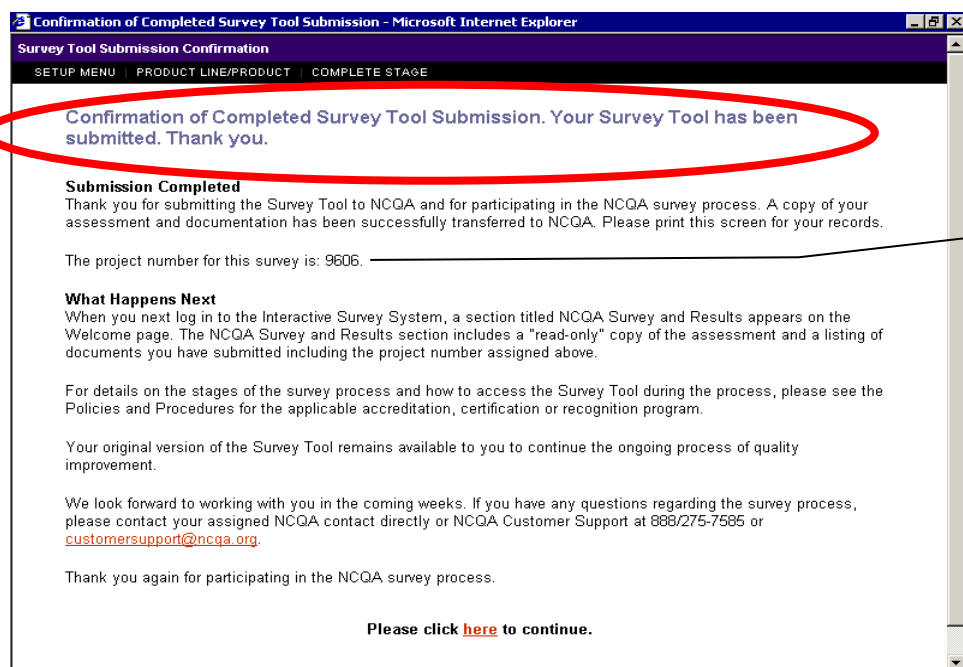 Confirmation of Completed Survey Tool Submission - Microsoft Internet Explorer
Survey Tool Submission Confirmation
SETUP MENU | PRODUCT LINE/PRODUCT | COMPLETE STAGE
Confirmation of Completed Survey Tool Submission. Your Survey Tool has been
submitted. Thank you.
Submission Completed
Thank you for submitting the Survey Tool to NCQA and for participating in the NCQA survey process. A copy of your
assessment and documentation has been successfully transferred to NCQA. Please print this screen for your records.
The project number for this survey is: 9606.
What Happens Next
When you next log in to the Interactive Survey System, a section titled NCQA Survey and Results appears on the
Welcome page. The NCQA Survey and Results section includes a "read-only" copy of the assessment and a listing of
documents you have submitted including the project number assigned above.
For details on the stages of the survey process and how to access the Survey Tool during the process, please see the
Policies and Procedures for the applicable accreditation, certification or recognition program.
Your original version of the Survey Tool remains available to you to continue the ongoing process of quality
improvement.
We look forward to working with you in the coming weeks. If you have any questions regarding the survey process,
please contact your assigned NCQA contact directly or NCQA Customer Support at 888/275-7585 or
customersupport@ncqa.org.
Thank you again for participating in the NCQA survey process.
Please click here to continue.